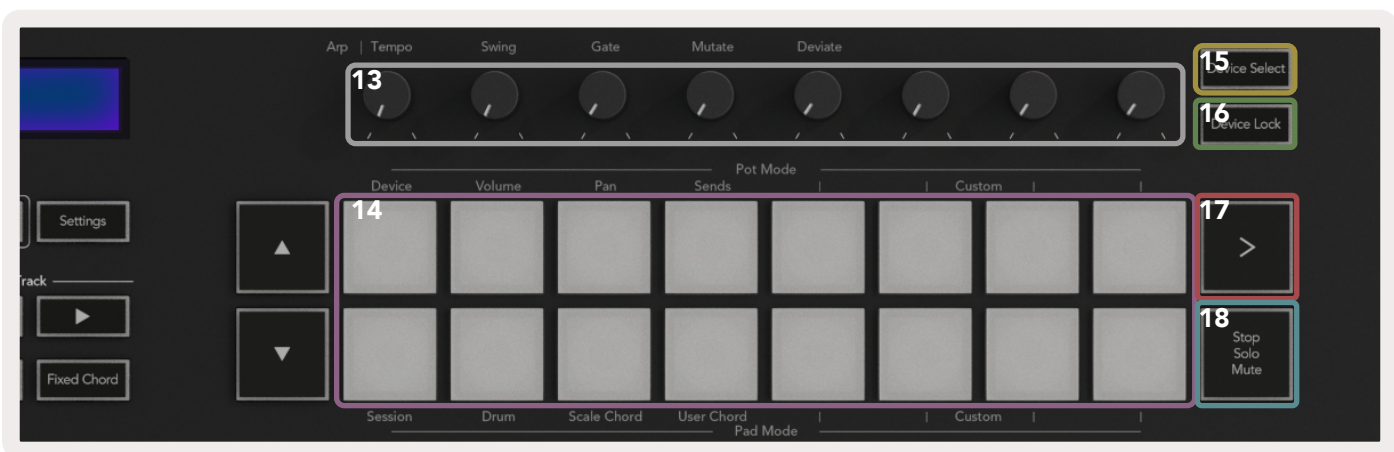 Arp | Tempo Swing Gate Mutate Deviate
13
15
Device Select
16
Device Lock
Pot Mode
Device Volume Pan Sends | | Custom | |
Settings
14
17
>
▲
Track
▶
18
Stop
Solo
Mute
▼
Fixed Chord
Session Drum Scale Chord User Chord | | Custom | |
Pad Mode